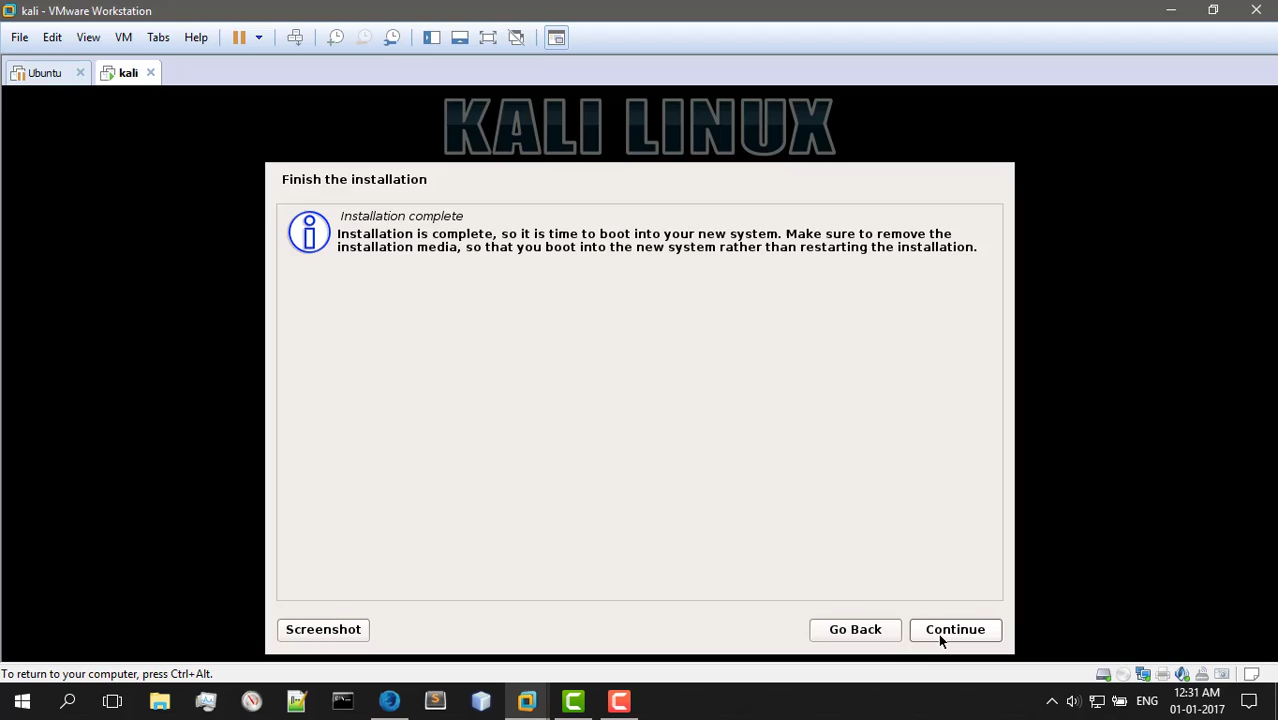 kali - VMware Workstation
File Edit View VM Tabs Help
Ubuntu kali
KALI LINUX
Finish the installation
Installation complete
Installation is complete, so it is time to boot into your new system. Make sure to remove the
installation media, so that you boot into the new system rather than restarting the installation.
Screenshot Go Back Continue
To return to your computer, press Ctrl+Alt.
ENG
12:31 AM
01-01-2017